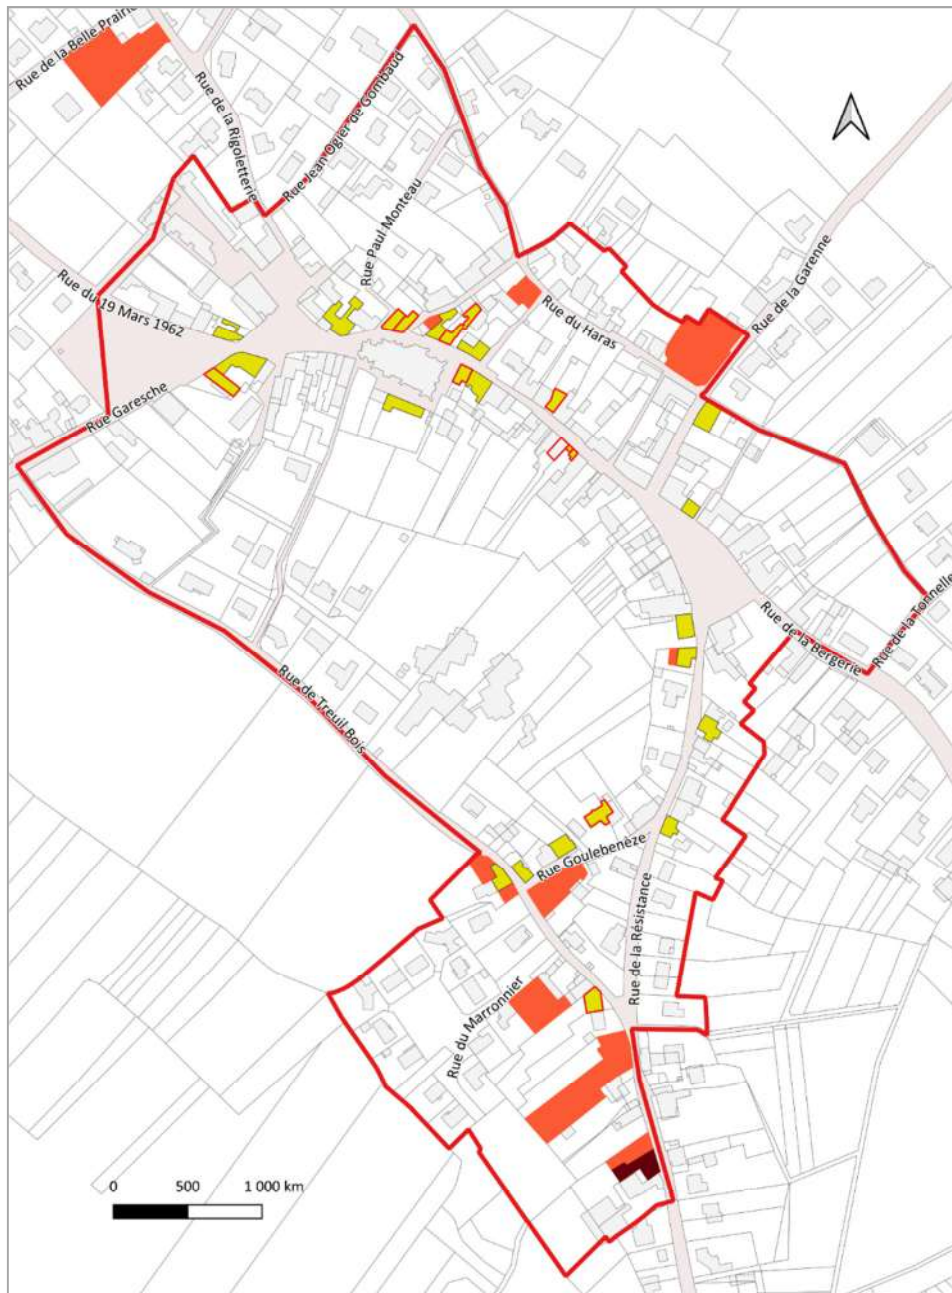 Rue de la Belle Prairie
Rue de la Rigoletterie
Rue Jean Ogier de Gombaud
Rue Paul Monteau
Rue du 19 Mars 1962
Rue du Haras
Rue de la Garenne
Rue Garesche
Rue de la Tonnelle
Rue de la Bergerie
Rue de Treuil Bois
Rue Goulebenèze
Rue de la Résistance
Rue du Marronnier
0 500 1 000 km